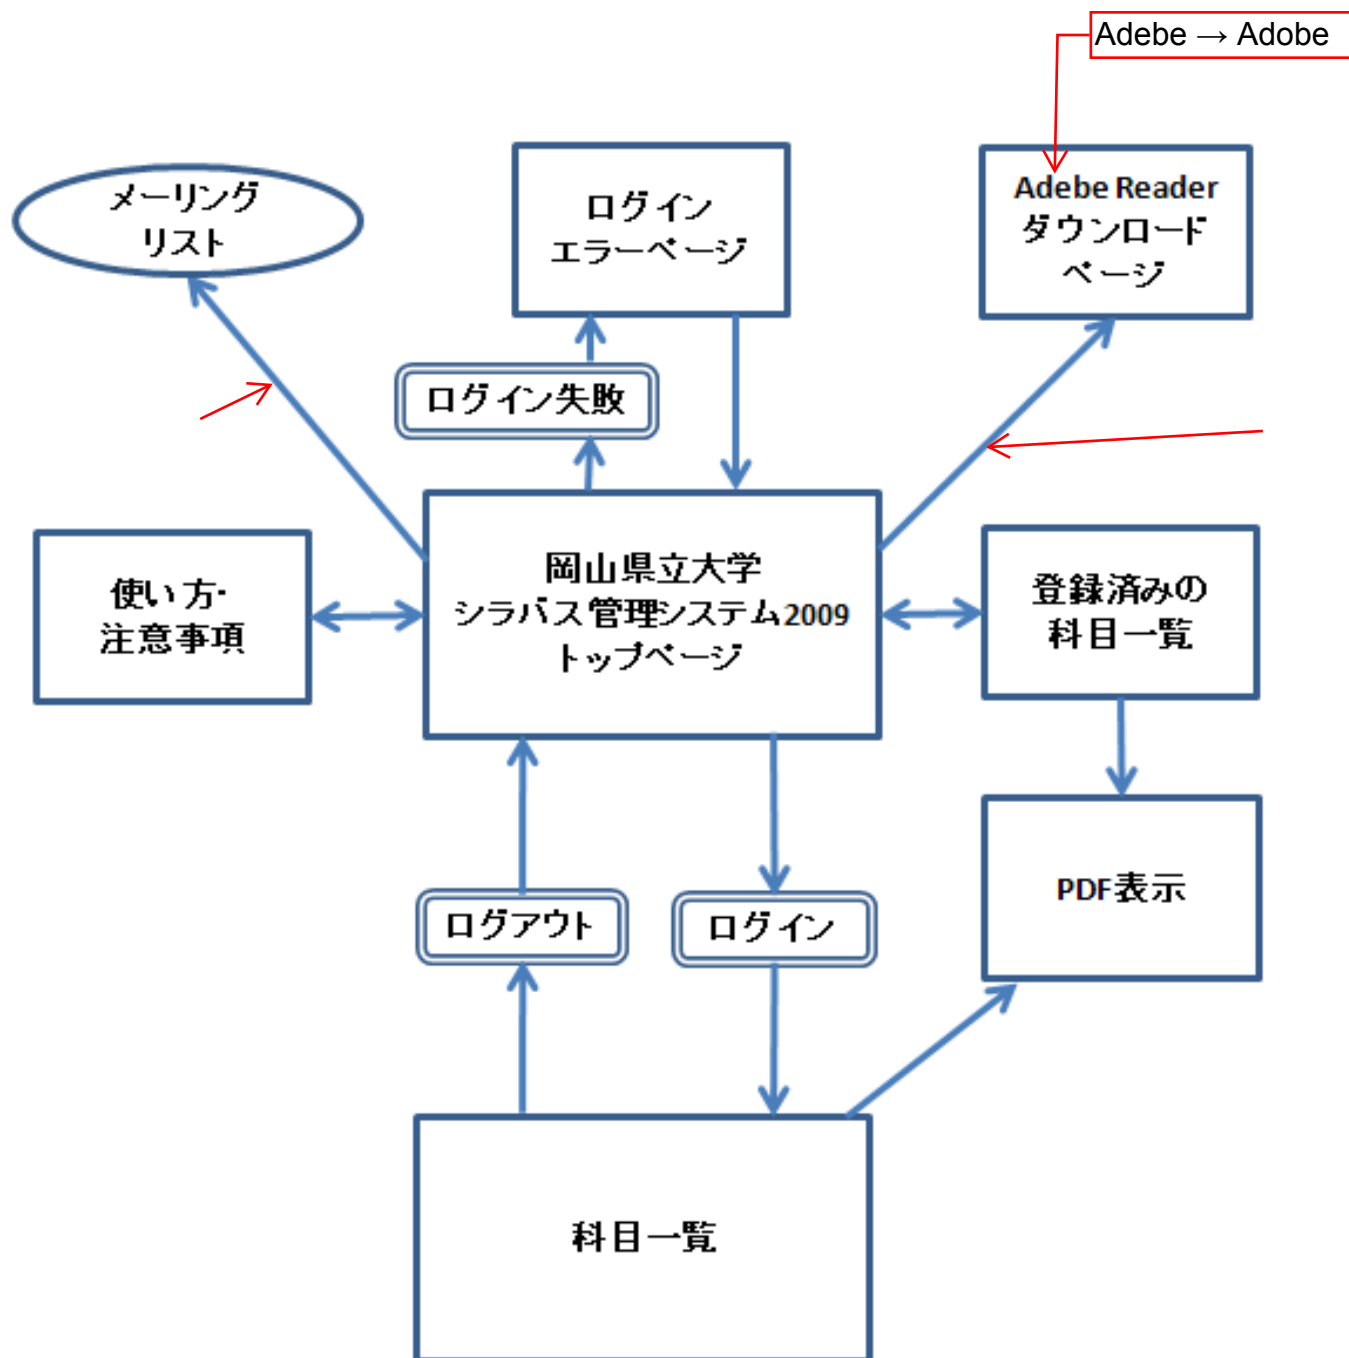 Adebe → Adobe
メーリング
リスト
ログイン
エラーページ
Adebe Reader
ダウンロード
ページ
ログイン失敗
使い方・
注意事項
岡山県立大学
シラバス管理システム2009
トップページ
登録済みの
科目一覧
PDF表示
ログアウト
ログイン
科目一覧